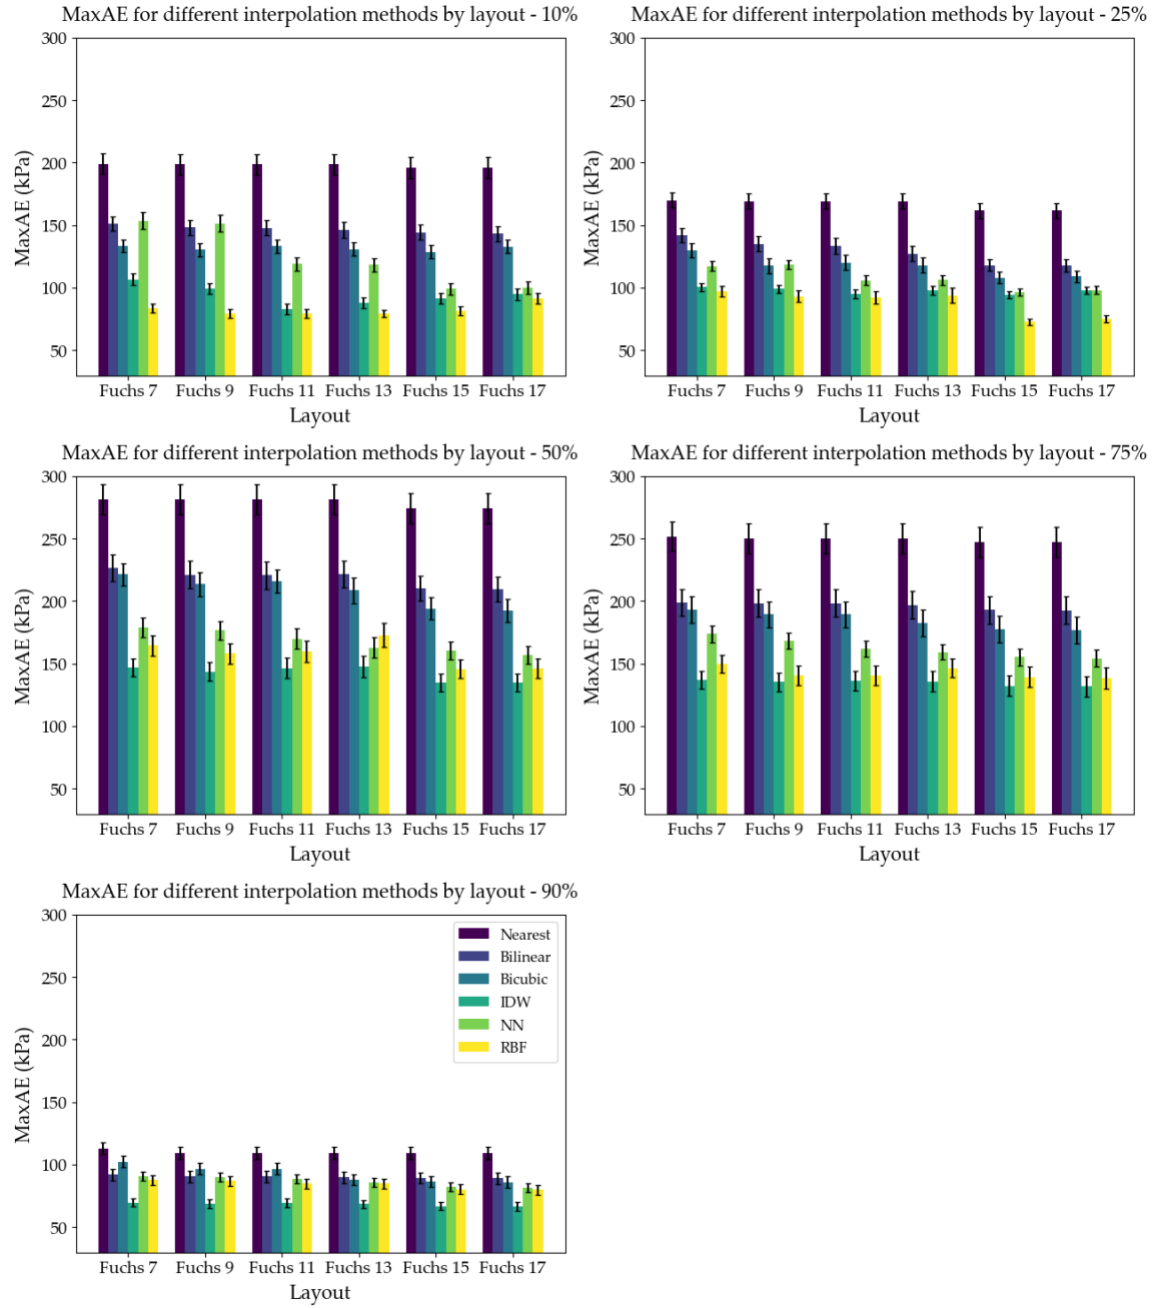 MaxAE for different interpolation methods by layout - 10%
300
250
200
150
100
50
MaxAE (kPa)
Fuchs 7 Fuchs 9 Fuchs 11 Fuchs 13 Fuchs 15 Fuchs 17
Layout
MaxAE for different interpolation methods by layout - 25%
300
250
200
150
100
50
MaxAE (kPa)
Fuchs 7 Fuchs 9 Fuchs 11 Fuchs 13 Fuchs 15 Fuchs 17
Layout
MaxAE for different interpolation methods by layout - 50%
300
250
200
150
100
50
MaxAE (kPa)
Fuchs 7 Fuchs 9 Fuchs 11 Fuchs 13 Fuchs 15 Fuchs 17
Layout
MaxAE for different interpolation methods by layout - 75%
300
250
200
150
100
50
MaxAE (kPa)
Fuchs 7 Fuchs 9 Fuchs 11 Fuchs 13 Fuchs 15 Fuchs 17
Layout
MaxAE for different interpolation methods by layout - 90%
300
250
200
150
100
50
MaxAE (kPa)
Nearest
Bilinear
Bicubic
IDW
NN
RBF
Fuchs 7 Fuchs 9 Fuchs 11 Fuchs 13 Fuchs 15 Fuchs 17
Layout